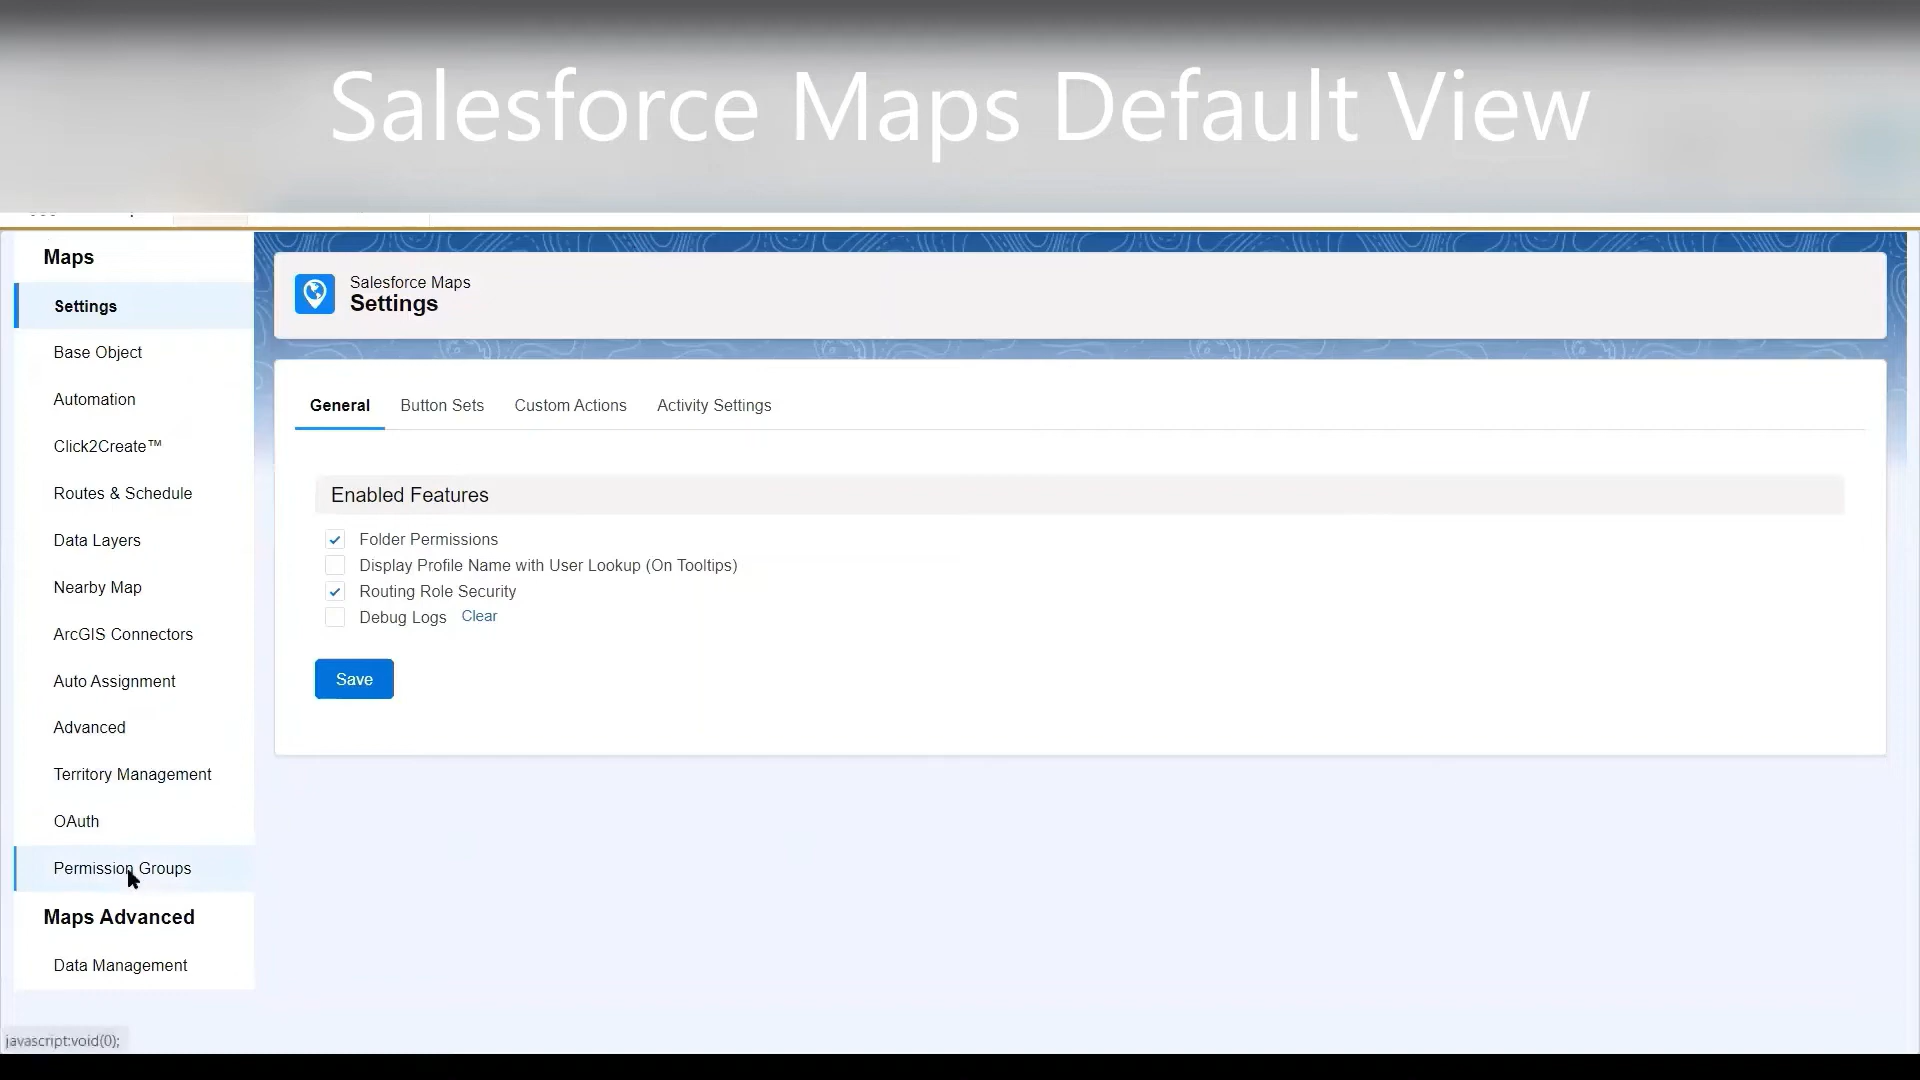 Salesforce Maps Default View
Maps
Settings
Base Object
Automation
Click2Create™
Routes & Schedule
Data Layers
Nearby Map
ArcGIS Connectors
Auto Assignment
Advanced
Territory Management
OAuth
Permission Groups
Maps Advanced
Data Management
Salesforce Maps
Settings
General Button Sets Custom Actions Activity Settings
Enabled Features
Folder Permissions
Display Profile Name with User Lookup (On Tooltips)
Routing Role Security
Debug Logs Clear
Save
javascript:void(0);